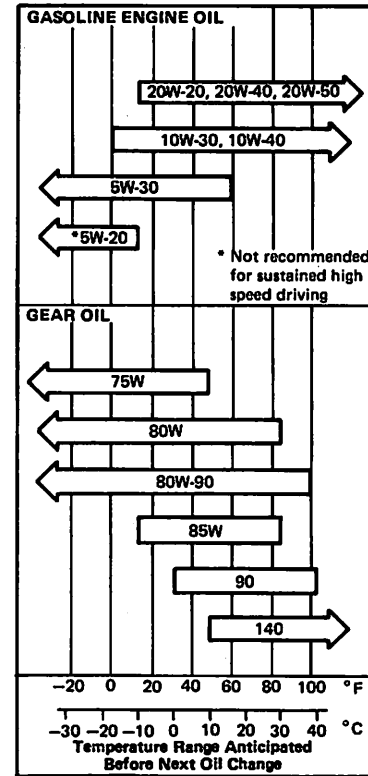 GASOLINE ENGINE OIL
20W-20, 20W-40, 20W-50
10W-30, 10W-40
5W-30
*5W-20
* Not recommended
for sustained high
speed driving
GEAR OIL
75W
80W
80W-90
85W
90
140
-20 0 20 40 60 80 100 °F
-30 -20 -10 0 10 20 30 40 °C
Temperature Range Anticipated
Before Next Oil Change